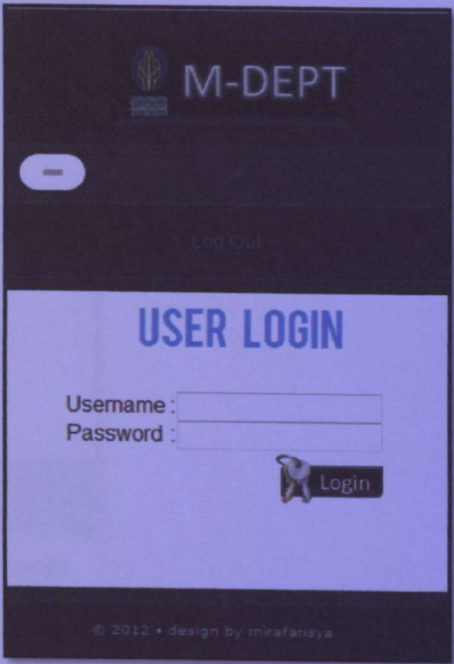 M-DEPT
Log Out
USER LOGIN
Username :
Password :
Login
© 2012 • design by mirafarisya